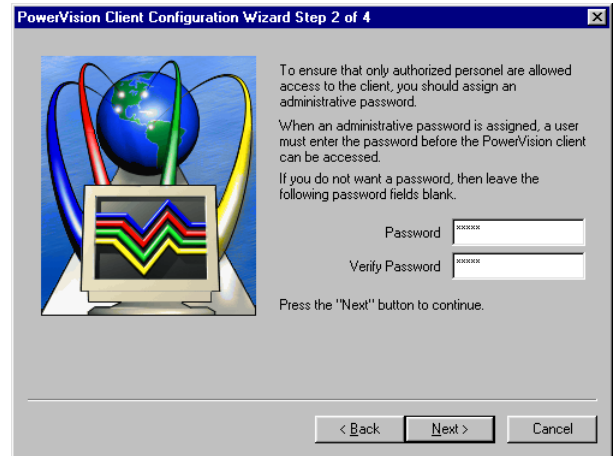 PowerVision Client Configuration Wizard Step 2 of 4
To ensure that only authorized personel are allowed
access to the client, you should assign an
administrative password.
When an administrative password is assigned, a user
must enter the password before the PowerVision client
can be accessed.
If you do not want a password, then leave the
following password fields blank.
Password xxxxx
Verify Password xxxxx
Press the "Next" button to continue.
< Back Next > Cancel